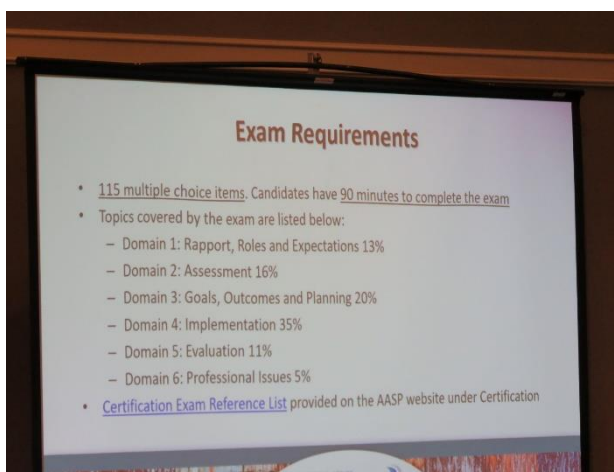 Exam Requirements
• 115 multiple choice items. Candidates have 90 minutes to complete the exam
• Topics covered by the exam are listed below:
– Domain 1: Rapport, Roles and Expectations 13%
– Domain 2: Assessment 16%
– Domain 3: Goals, Outcomes and Planning 20%
– Domain 4: Implementation 35%
– Domain 5: Evaluation 11%
– Domain 6: Professional Issues 5%
• Certification Exam Reference List provided on the AASP website under Certification